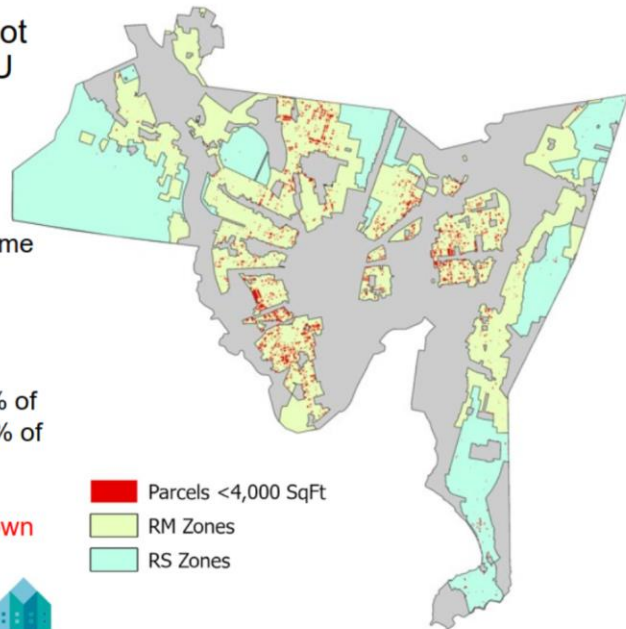 ot
U
me
% of
% of
wn
Parcels <4,000 SqFt
RM Zones
RS Zones